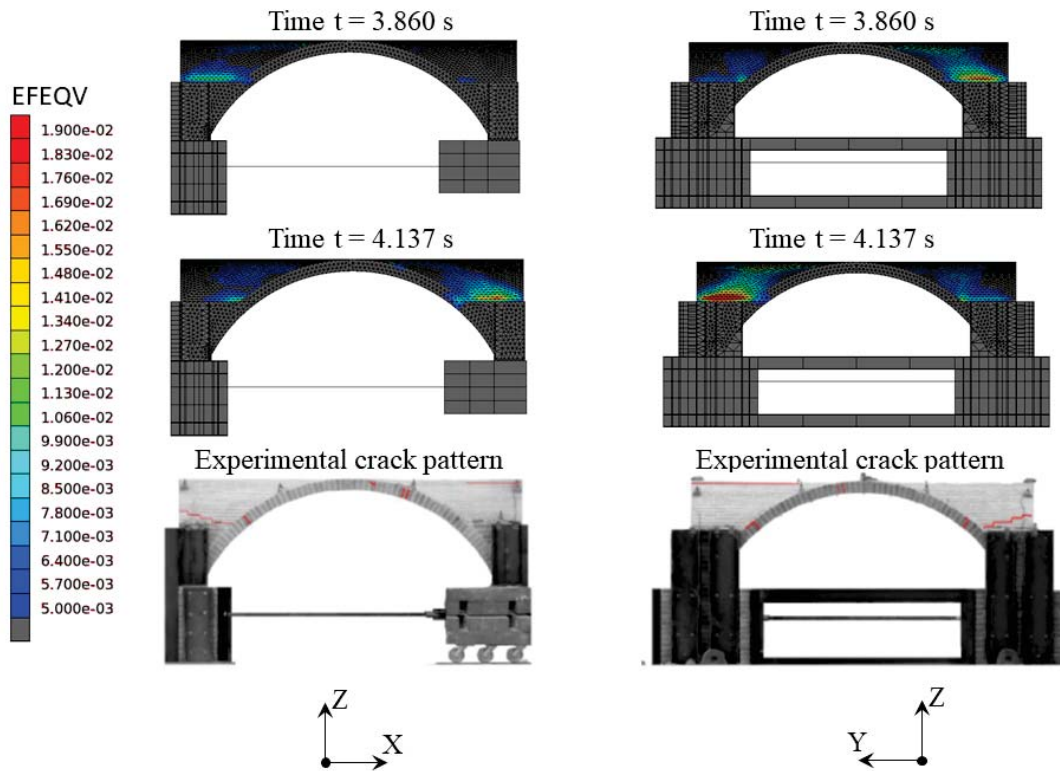 Time t = 3.860 s
Time t = 3.860 s
EFEQV
1.900e-02
1.830e-02
1.760e-02
1.690e-02
1.620e-02
1.550e-02
1.480e-02
1.410e-02
1.340e-02
1.270e-02
1.200e-02
1.130e-02
1.060e-02
9.900e-03
9.200e-03
8.500e-03
7.800e-03
7.100e-03
6.400e-03
5.700e-03
5.000e-03
Time t = 4.137 s
Time t = 4.137 s
Experimental crack pattern
Experimental crack pattern
Z
X
Z
Y